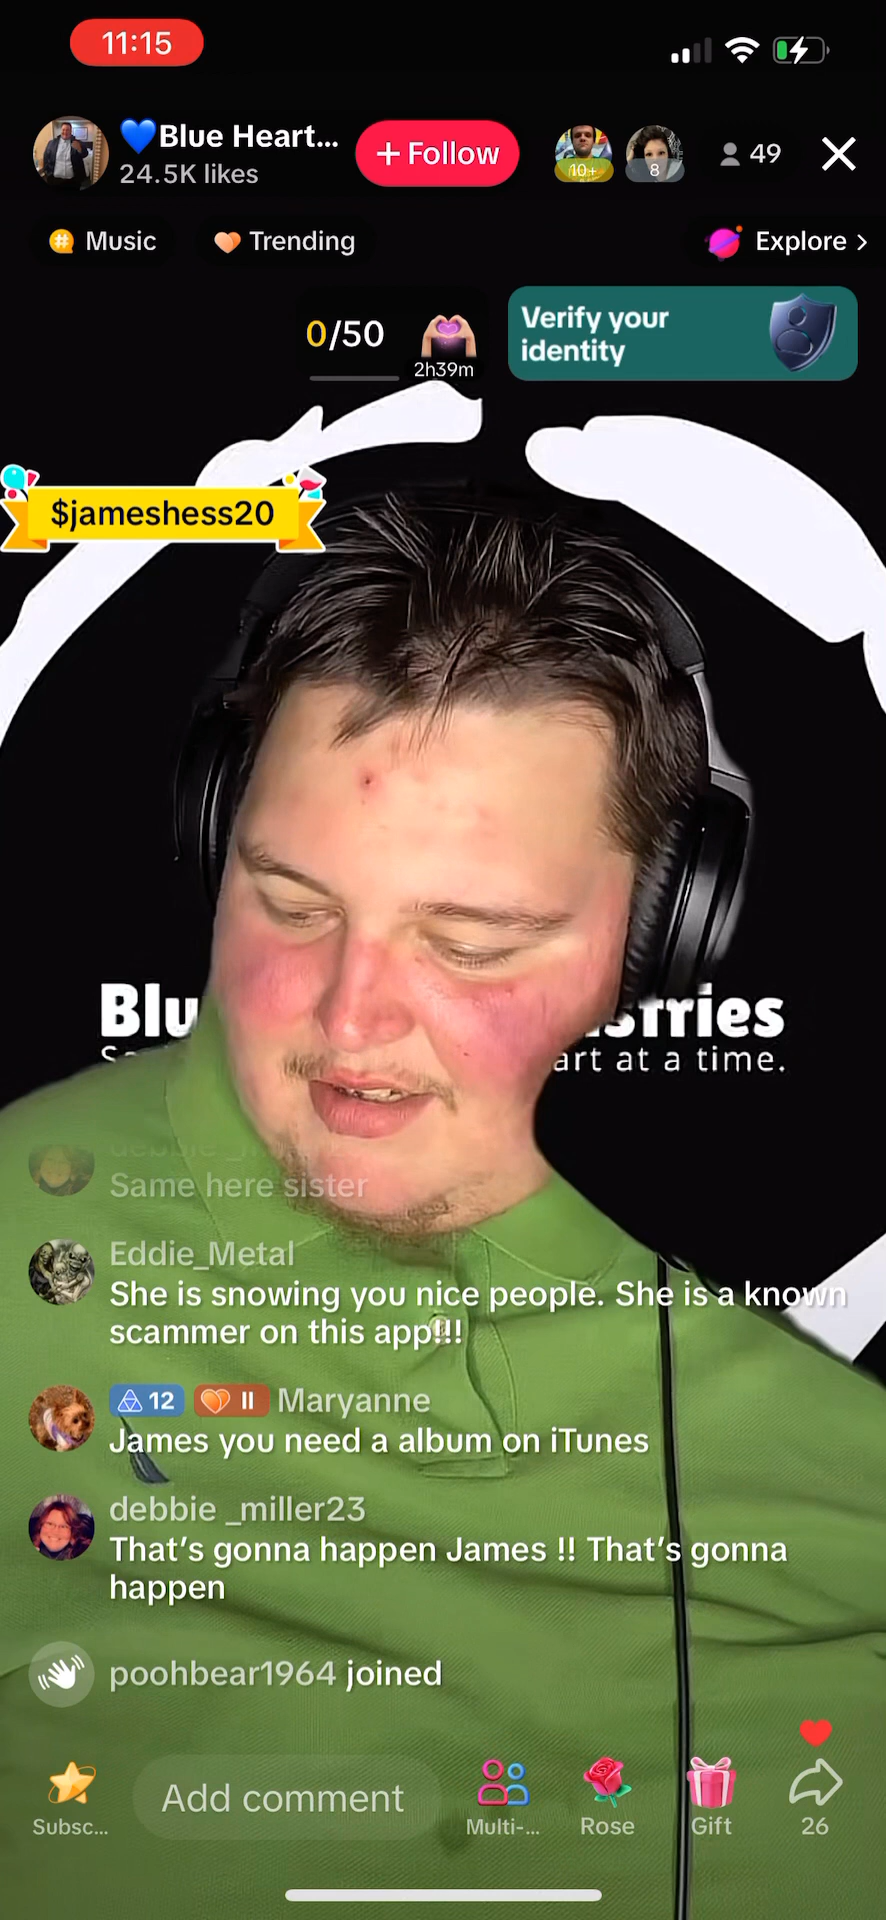 11:15
💙Blue Heart...
24.5K likes
+ Follow
10+
8
49
Music
Trending
Explore >
0/50
2h39m
Verify your
identity
$jameshess20
art at a time.
Same here sister
Eddie_Metal
She is snowing you nice people. She is a known
scammer on this app!!!
12
II
Maryanne
James you need a album on iTunes
debbie _miller23
That's gonna happen James !! That's gonna
happen
poohbear1964 joined
Subsc...
Add comment
Multi-...
Rose
Gift
26